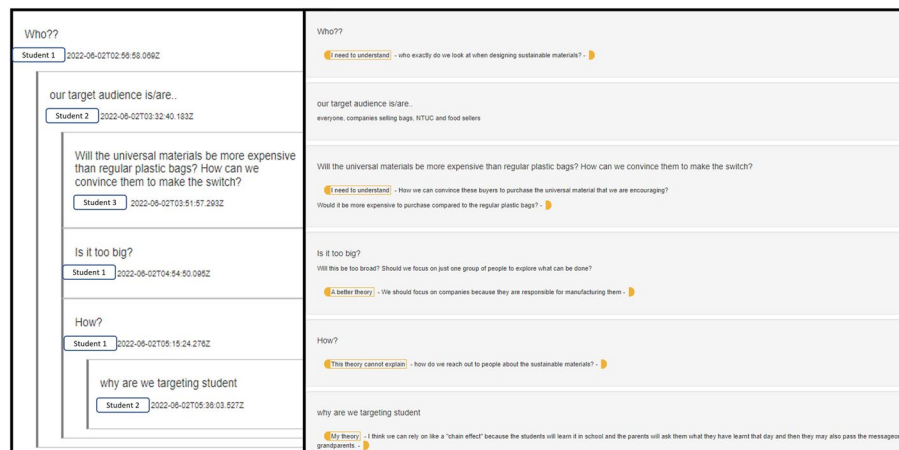 Who??
Student 1 2022-06-02T02:56:58.069Z
our target audience is/are..
Student 2 2022-06-02T03:32:40.183Z
Will the universal materials be more expensive
than regular plastic bags? How can we
convince them to make the switch?
Student 3 2022-06-02T03:51:57.293Z
Is it too big?
Student 1 2022-06-02T04:54:50.095Z
How?
Student 1 2022-06-02T05:15:24.276Z
why are we targeting student
Student 2 2022-06-02T05:36:03.527Z
Who??
I need to understand - who exactly do we look at when designing sustainable materials? -
our target audience is/are..
everyone, companies selling bags, NTUC and food sellers
Will the universal materials be more expensive than regular plastic bags? How can we convince them to make the switch?
I need to understand - How we can convince these buyers to purchase the universal material that we are encouraging?
Would it be more expensive to purchase compared to the regular plastic bags? -
Is it too big?
Will this be too broad? Should we focus on just one group of people to explore what can be done?
A better theory - We should focus on companies because they are responsible for manufacturing them -
How?
This theory cannot explain - how do we reach out to people about the sustainable materials? -
why are we targeting student
My theory - I think we can rely on like a "chain effect" because the students will learn it in school and the parents will ask them what they have learnt that day and then they may also pass the message
grandparents. -